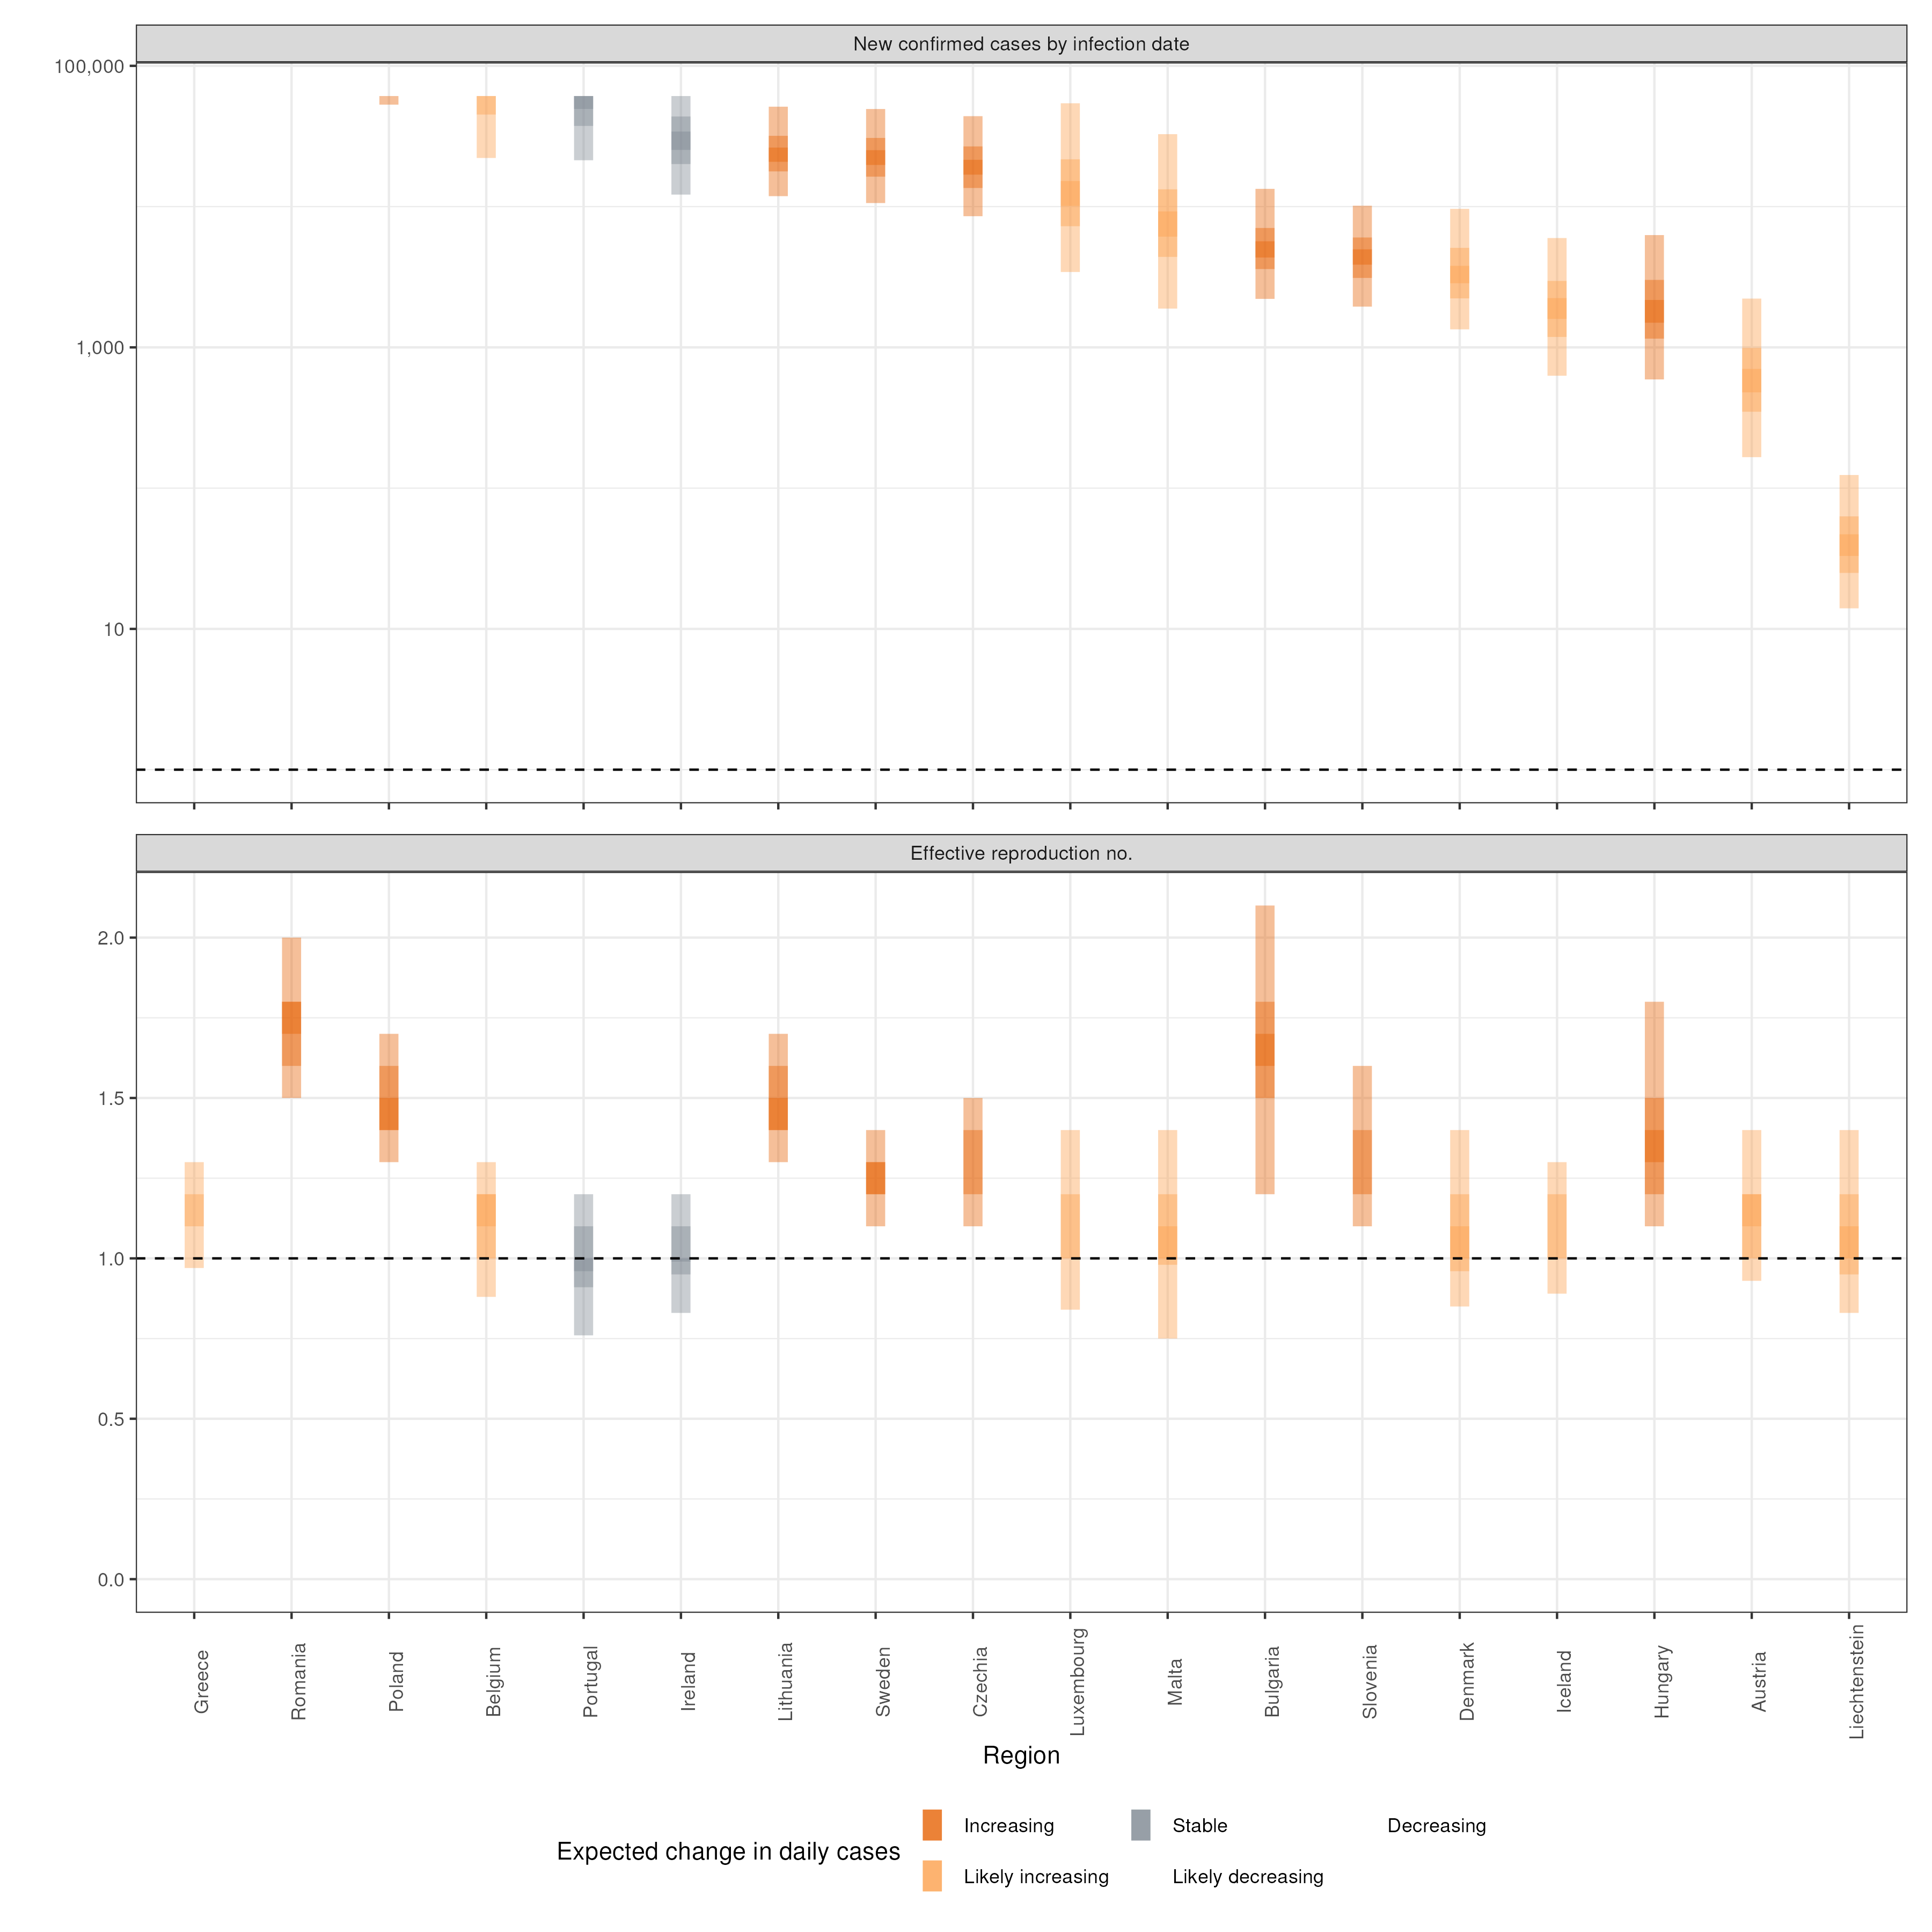 New confirmed cases by infection date
100,000
1,000
10
Effective reproduction no.
2.0
1.5
1.0
0.5
0.0
Greece
Romania
Poland
Belgium
Portugal
Ireland
Lithuania
Sweden
Czechia
Luxembourg
Malta
Bulgaria
Slovenia
Denmark
Iceland
Hungary
Austria
Liechtenstein
Region
Expected change in daily cases
Increasing
Stable
Decreasing
Likely increasing
Likely decreasing